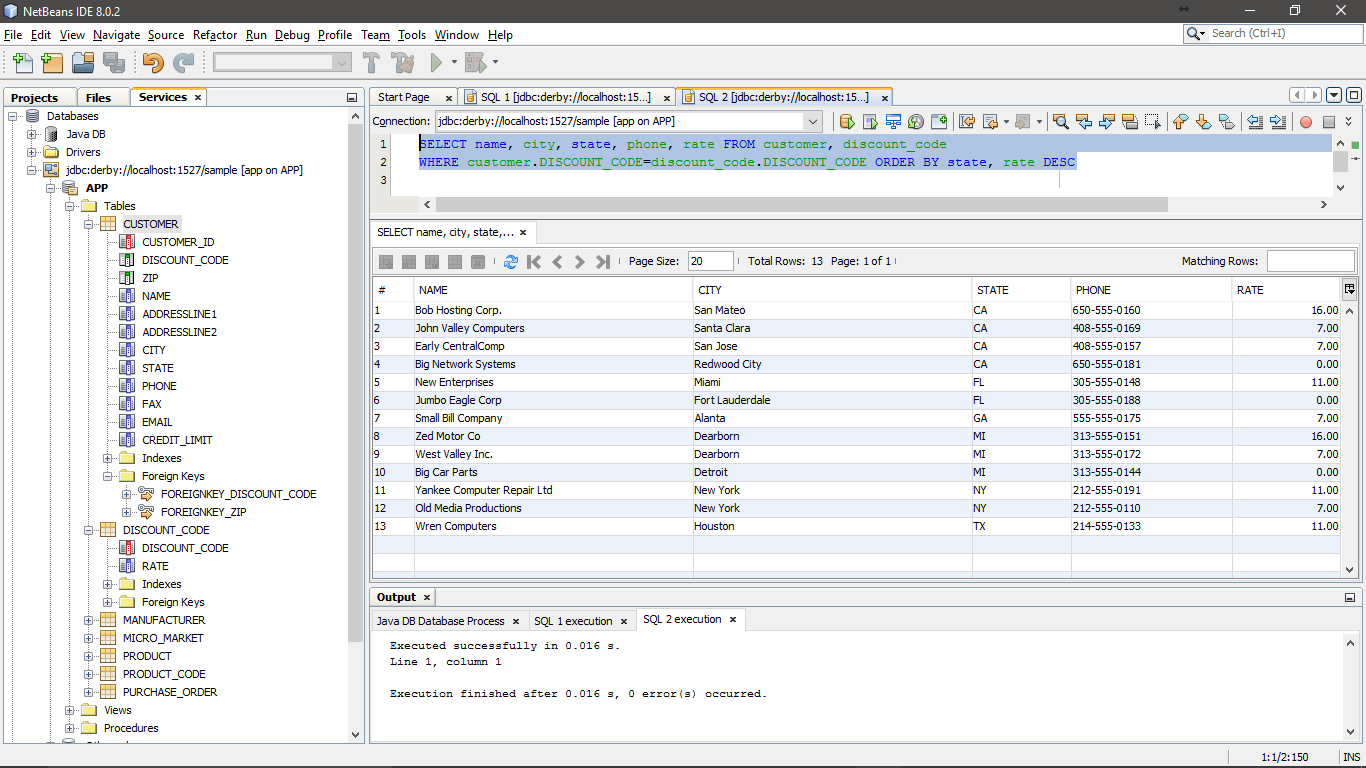 NetBeans IDE 8.0.2
File Edit View Navigate Source Refactor Run Debug Profile Team Tools Window Help
Search (Ctrl+I)
Projects Files Services
Databases
Java DB
Drivers
jdbc:derby://localhost:1527/sample [app on APP]
APP
Tables
CUSTOMER
CUSTOMER_ID
DISCOUNT_CODE
ZIP
NAME
ADDRESSLINE1
ADDRESSLINE2
CITY
STATE
PHONE
FAX
EMAIL
CREDIT_LIMIT
Indexes
Foreign Keys
FOREIGNKEY_DISCOUNT_CODE
FOREIGNKEY_ZIP
DISCOUNT_CODE
DISCOUNT_CODE
RATE
Indexes
Foreign Keys
MANUFACTURER
MICRO_MARKET
PRODUCT
PRODUCT_CODE
PURCHASE_ORDER
Views
Procedures
Start Page SQL 1 [jdbc:derby://localhost:15...] SQL 2 [jdbc:derby://localhost:15...]
Connection: jdbc:derby://localhost:1527/sample [app on APP]
1 SELECT name, city, state, phone, rate FROM customer, discount_code
2 WHERE customer.DISCOUNT_CODE=discount_code.DISCOUNT_CODE ORDER BY state, rate DESC
3
SELECT name, city, state,...
Page Size: 20 Total Rows: 13 Page: 1 of 1 Matching Rows:
# NAME CITY STATE PHONE RATE
1 Bob Hosting Corp. San Mateo CA 650-555-0160 16.00
2 John Valley Computers Santa Clara CA 408-555-0169 7.00
3 Early CentralComp San Jose CA 408-555-0157 7.00
4 Big Network Systems Redwood City CA 650-555-0181 0.00
5 New Enterprises Miami FL 305-555-0148 11.00
6 Jumbo Eagle Corp Fort Lauderdale FL 305-555-0188 0.00
7 Small Bill Company Alanta GA 555-555-0175 7.00
8 Zed Motor Co Dearborn MI 313-555-0151 16.00
9 West Valley Inc. Dearborn MI 313-555-0172 7.00
10 Big Car Parts Detroit MI 313-555-0144 0.00
11 Yankee Computer Repair Ltd New York NY 212-555-0191 11.00
12 Old Media Productions New York NY 212-555-0110 7.00
13 Wren Computers Houston TX 214-555-0133 11.00
Output
Java DB Database Process SQL 1 execution SQL 2 execution
Executed successfully in 0.016 s.
Line 1, column 1
Execution finished after 0.016 s, 0 error(s) occurred.
1:1/2:150 INS